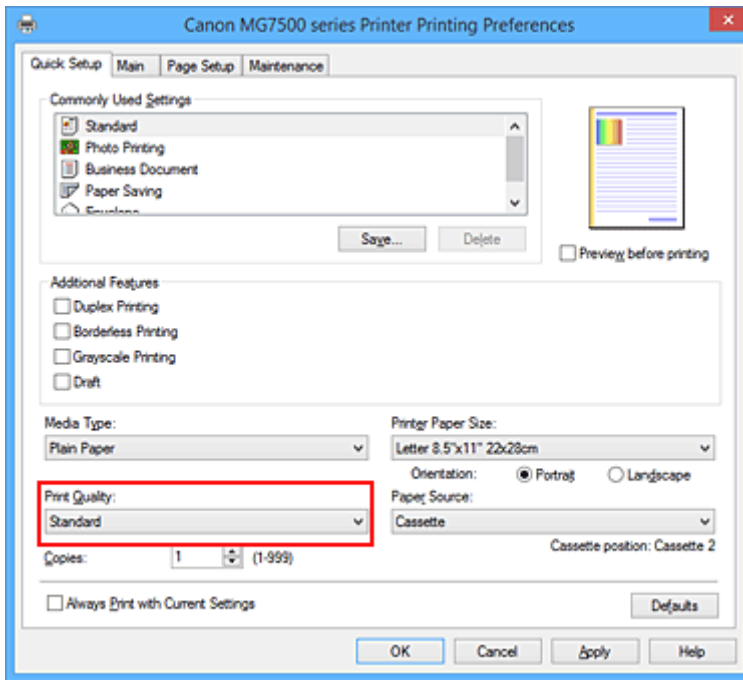 Canon MG7500 series Printer Printing Preferences
Quick Setup Main Page Setup Maintenance
Commonly Used Settings
Standard
Photo Printing
Business Document
Paper Saving
Envelope
Save... Delete
Preview before printing
Additional Features
Duplex Printing
Borderless Printing
Grayscale Printing
Draft
Media Type: Printer Paper Size:
Plain Paper Letter 8.5"x11" 22x28cm
Orientation: Portrait Landscape
Print Quality: Paper Source:
Standard Cassette
Cassette position: Cassette 2
Copies: 1 (1-999)
Always Print with Current Settings Defaults
OK Cancel Apply Help